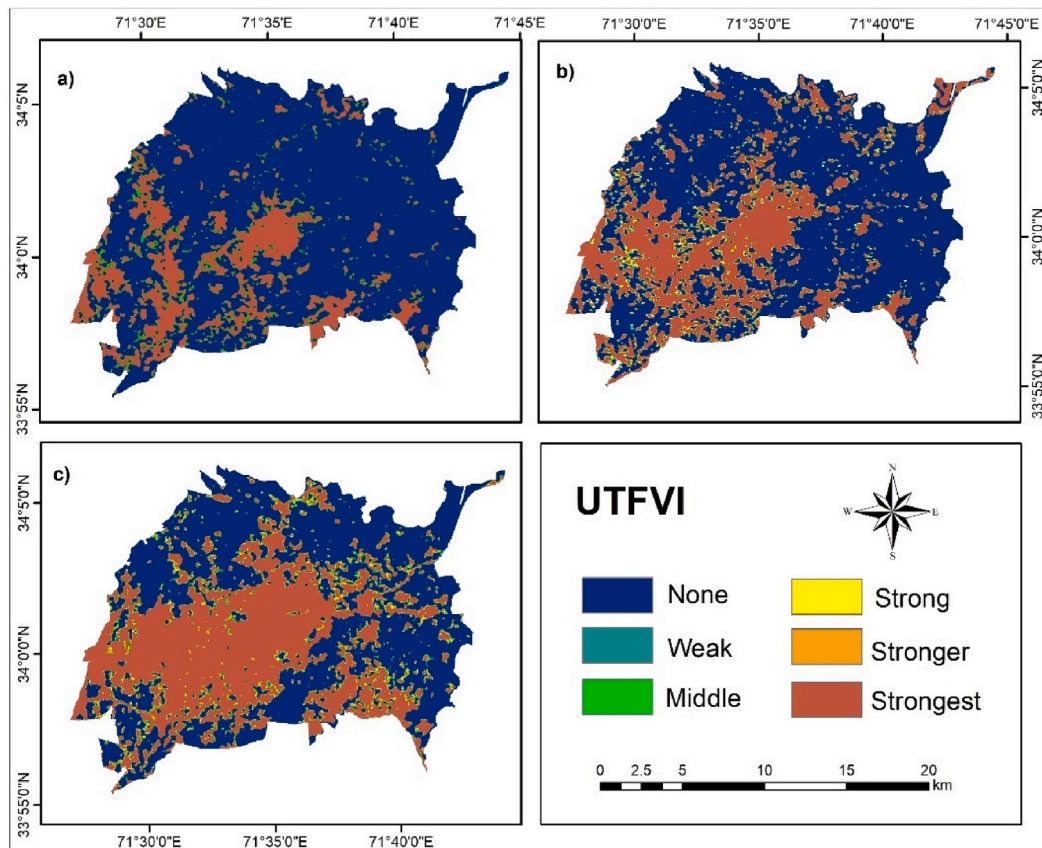 71°30'E 71°35'E 71°40'E 71°45'E
71°30'0"E 71°35'0"E 71°40'0"E 71°45'0"E
a)
b)
34°5'N
34°0'N
33°55'N
34°5'0"N
34°0'0"N
33°55'0"N
c)
34°5'0"N
34°0'0"N
33°55'0"N
71°30'0"E 71°35'0"E 71°40'0"E
UTFVI
N
W E
S
None
Weak
Middle
Strong
Stronger
Strongest
0 2.5 5 10 15 20
km